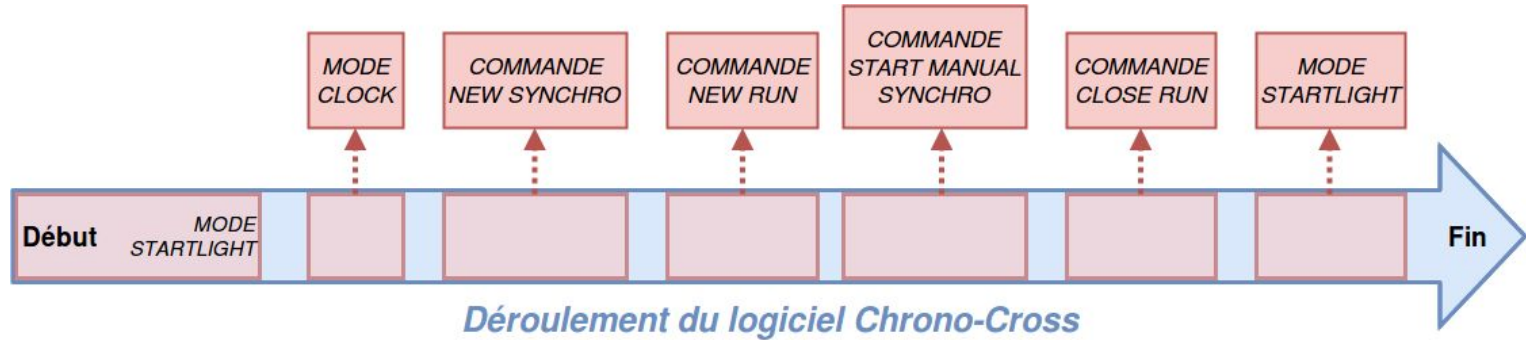 MODE
CLOCK
COMMANDE
NEW SYNCHRO
COMMANDE
NEW RUN
COMMANDE
START MANUAL
SYNCHRO
COMMANDE
CLOSE RUN
MODE
STARTLIGHT
Début
MODE
STARTLIGHT
Fin
Déroulement du logiciel Chrono-Cross